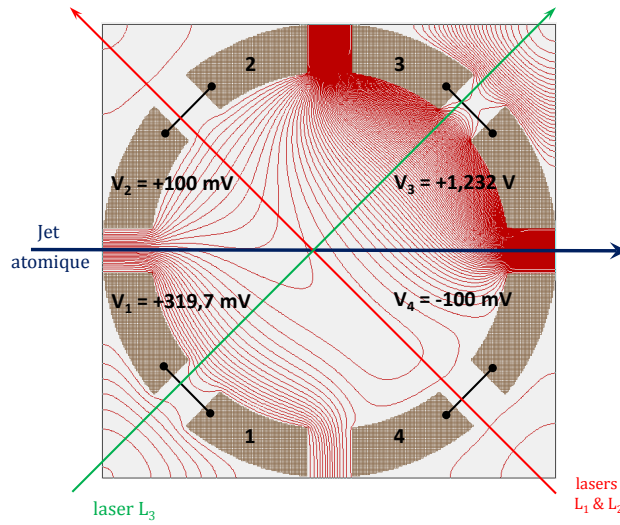 2 3
V₂ = +100 mV V₃ = +1,232 V
Jet
atomique
V₁ = +319,7 mV V₄ = -100 mV
1 4
laser L₃
lasers
L₁ & L₂